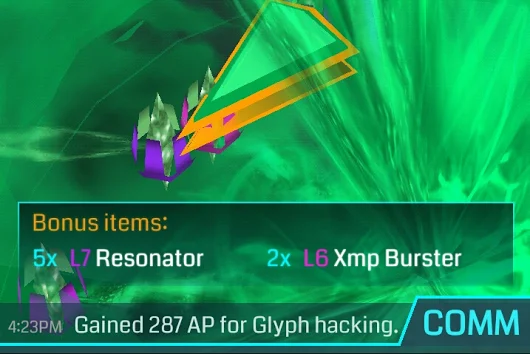 Bonus items:
5x L7 Resonator 2x L6 Xmp Burster
4:23PM Gained 287 AP for Glyph hacking. COMM